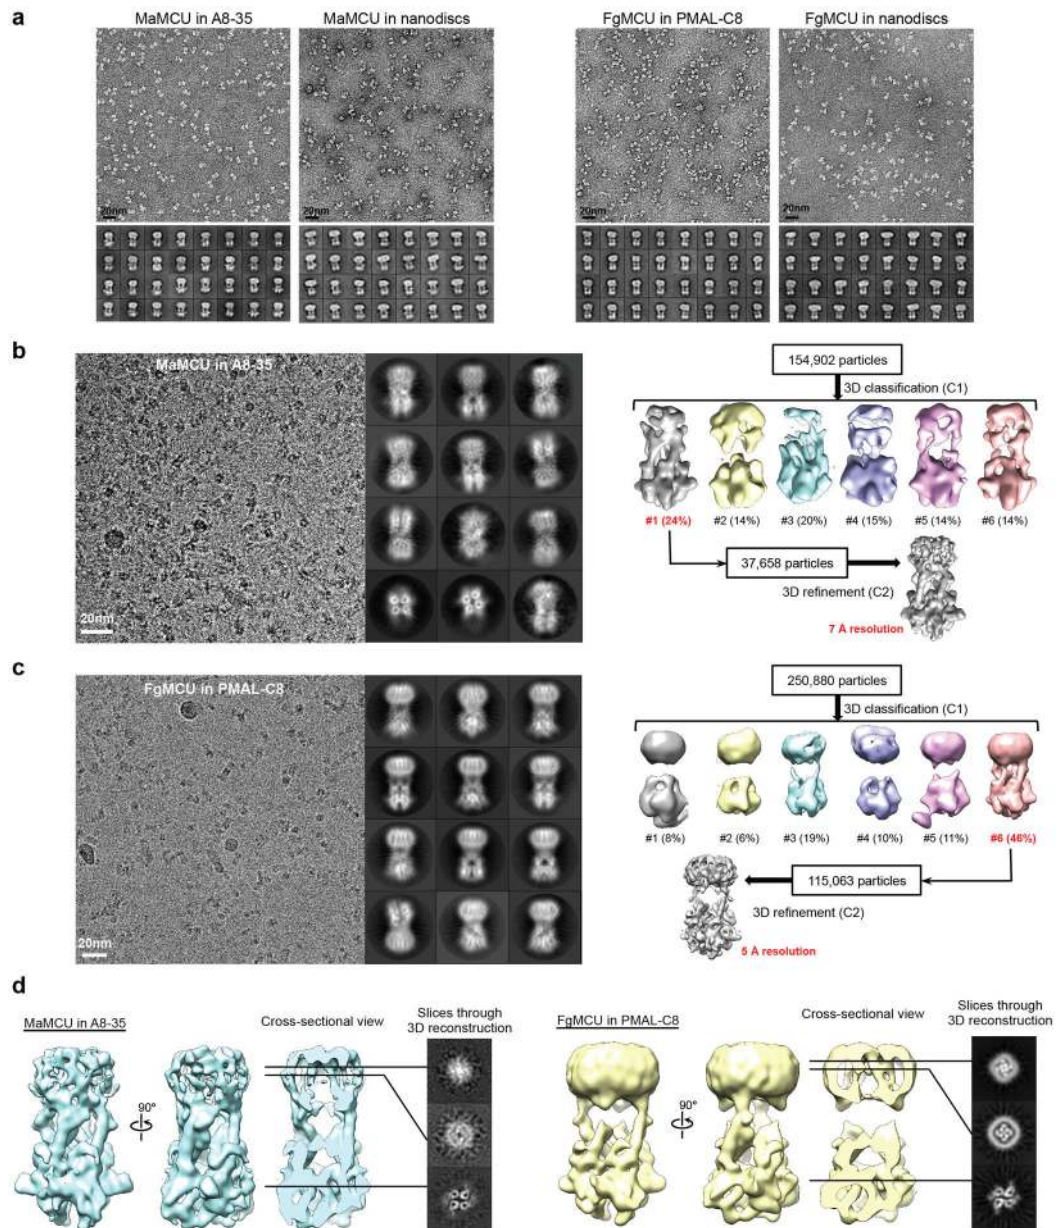 a
MaMCU in A8-35
MaMCU in nanodiscs
FgMCU in PMAL-C8
FgMCU in nanodiscs
20nm
20nm
20nm
20nm
b
MaMCU in A8-35
20nm
154,902 particles
3D classification (C1)
#1 (24%)
#2 (14%)
#3 (20%)
#4 (15%)
#5 (14%)
#6 (14%)
37,658 particles
3D refinement (C2)
7 Å resolution
c
FgMCU in PMAL-C8
20nm
250,880 particles
3D classification (C1)
#1 (8%)
#2 (6%)
#3 (19%)
#4 (10%)
#5 (11%)
#6 (46%)
115,063 particles
3D refinement (C2)
5 Å resolution
d
MaMCU in A8-35
Cross-sectional view
Slices through
3D reconstruction
90°
FgMCU in PMAL-C8
Cross-sectional view
Slices through
3D reconstruction
90°